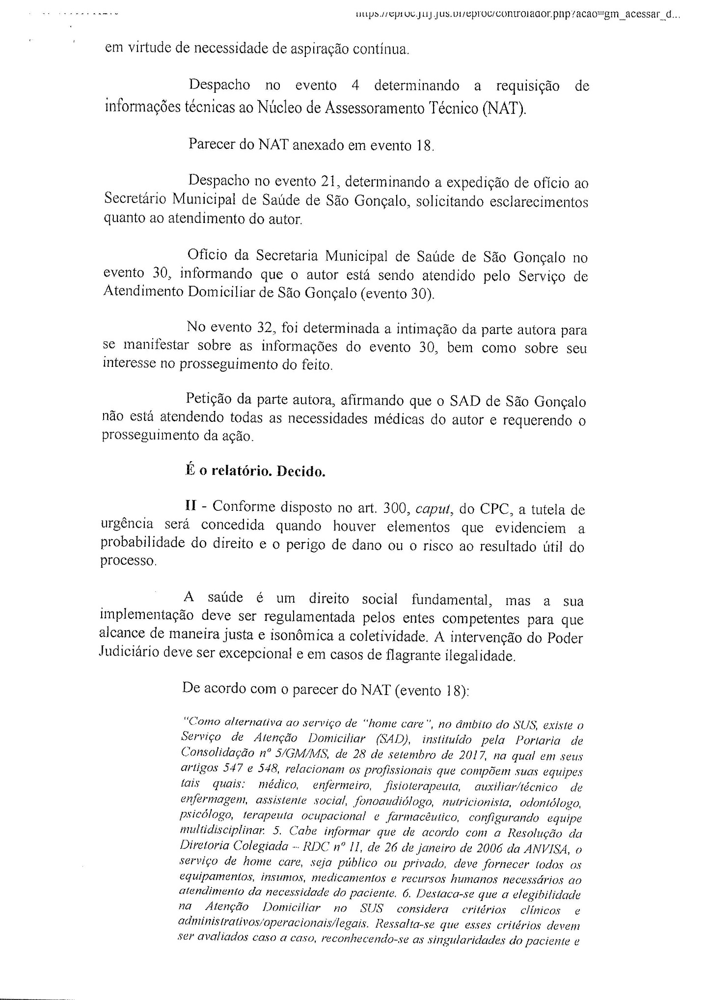 https://eproc.jfrj.jus.br/eproc/controlador.php?acao=gm_acessar_d...
em virtude de necessidade de aspiração contínua.
Despacho no evento 4 determinando a requisição de
informações técnicas ao Núcleo de Assessoramento Técnico (NAT).
Parecer do NAT anexado em evento 18.
Despacho no evento 21, determinando a expedição de ofício ao
Secretário Municipal de Saúde de São Gonçalo, solicitando esclarecimentos
quanto ao atendimento do autor.
Ofício da Secretaria Municipal de Saúde de São Gonçalo no
evento 30, informando que o autor está sendo atendido pelo Serviço de
Atendimento Domiciliar de São Gonçalo (evento 30).
No evento 32, foi determinada a intimação da parte autora para
se manifestar sobre as informações do evento 30, bem como sobre seu
interesse no prosseguimento do feito.
Petição da parte autora, afirmando que o SAD de São Gonçalo
não está atendendo todas as necessidades médicas do autor e requerendo o
prosseguimento da ação.
É o relatório. Decido.
II - Conforme disposto no art. 300, caput, do CPC, a tutela de
urgência será concedida quando houver elementos que evidenciem a
probabilidade do direito e o perigo de dano ou o risco ao resultado útil do
processo.
A saúde é um direito social fundamental, mas a sua
implementação deve ser regulamentada pelos entes competentes para que
alcance de maneira justa e isonômica a coletividade. A intervenção do Poder
Judiciário deve ser excepcional e em casos de flagrante ilegalidade.
De acordo com o parecer do NAT (evento 18):
"Como alternativa ao serviço de "home care", no âmbito do SUS, existe o
Serviço de Atenção Domiciliar (SAD), instituído pela Portaria de
Consolidação nº 5/GM/MS, de 28 de setembro de 2017, na qual em seus
artigos 547 e 548, relacionam os profissionais que compõem suas equipes
tais quais: médico, enfermeiro, fisioterapeuta, auxiliar/técnico de
enfermagem, assistente social, fonoaudiólogo, nutricionista, odontólogo,
psicólogo, terapeuta ocupacional e farmacêutico, configurando equipe
multidisciplinar. 5. Cabe informar que de acordo com a Resolução da
Diretoria Colegiada – RDC nº 11, de 26 de janeiro de 2006 da ANVISA, o
serviço de home care, seja público ou privado, deve fornecer todos os
equipamentos, insumos, medicamentos e recursos humanos necessários ao
atendimento da necessidade do paciente. 6. Destaca-se que a elegibilidade
na Atenção Domiciliar no SUS considera critérios clínicos e
administrativos/operacionais/legais. Ressalta-se que esses critérios devem
ser avaliados caso a caso, reconhecendo-se as singularidades do paciente e